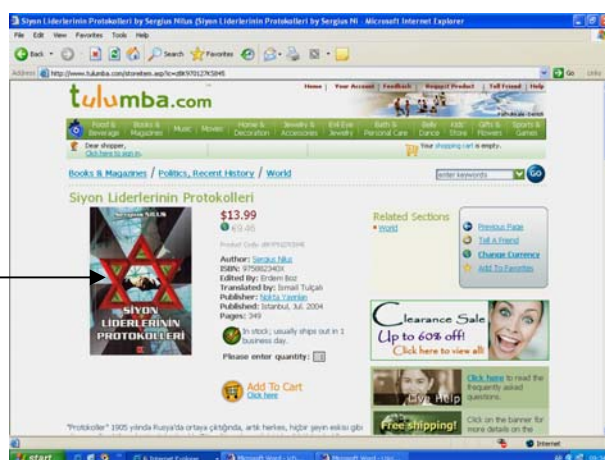 Siyon Liderlerinin Protokolleri by Sergius Nilus (Siyon Liderlerinin Protokolleri by Sergius Ni - Microsoft Internet Explorer
File Edit View Favorites Tools Help
Back Search Favorites
Address Go Links
tulumba.com
Home | Your Account | Feedback | Request Product | Tell Friend | Help
Food & Beverage Books & Magazines Music Movies Home & Decoration Jewelry & Accessories Evil Eye Jewelry Bath & Personal Care Belly Dance Kids Store Gifts & Flowers Sports & Games
Dear shopper,
Click here to sign in.
Your shopping cart is empty.
Books & Magazines / Politics, Recent History / World
enter keywords GO
Siyon Liderlerinin Protokolleri
Sergius NILUS
SİYON
LİDERLERİNİN
PROTOKOLLERİ
$13.99
€9.46
Author: Sergius Nilus
ISBN: 975882340X
Edited By: Erdem Boz
Translated by: Ismail Tulçalı
Publisher: Nokta Yayınları
Published: Istanbul, Jul. 2004
Pages: 349
In stock; usually ships out in 1
business day.
Please enter quantity: 1
Add To Cart
Click here
Related Sections
World
Previous Page
Tell A Friend
Change Currency
Add To Favorites
Clearance Sale
Up to 60% off!
Click here to view all
Live Help
Click here to read the
frequently asked
questions.
Free shipping!
Click on the banner for
more details on the
"Protokoller" 1905 yılında Rusya'da ortaya çıktığında, artık herkes, hiçbir şeyin eskisi gibi
Internet
start